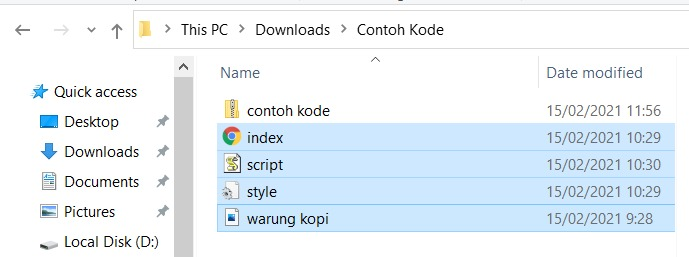 This PC > Downloads > Contoh Kode
Name Date modified
Quick access
Desktop
Downloads
Documents
Pictures
Local Disk (D:)
contoh kode 15/02/2021 11:56
index 15/02/2021 10:29
script 15/02/2021 10:30
style 15/02/2021 10:29
warung kopi 15/02/2021 9:28